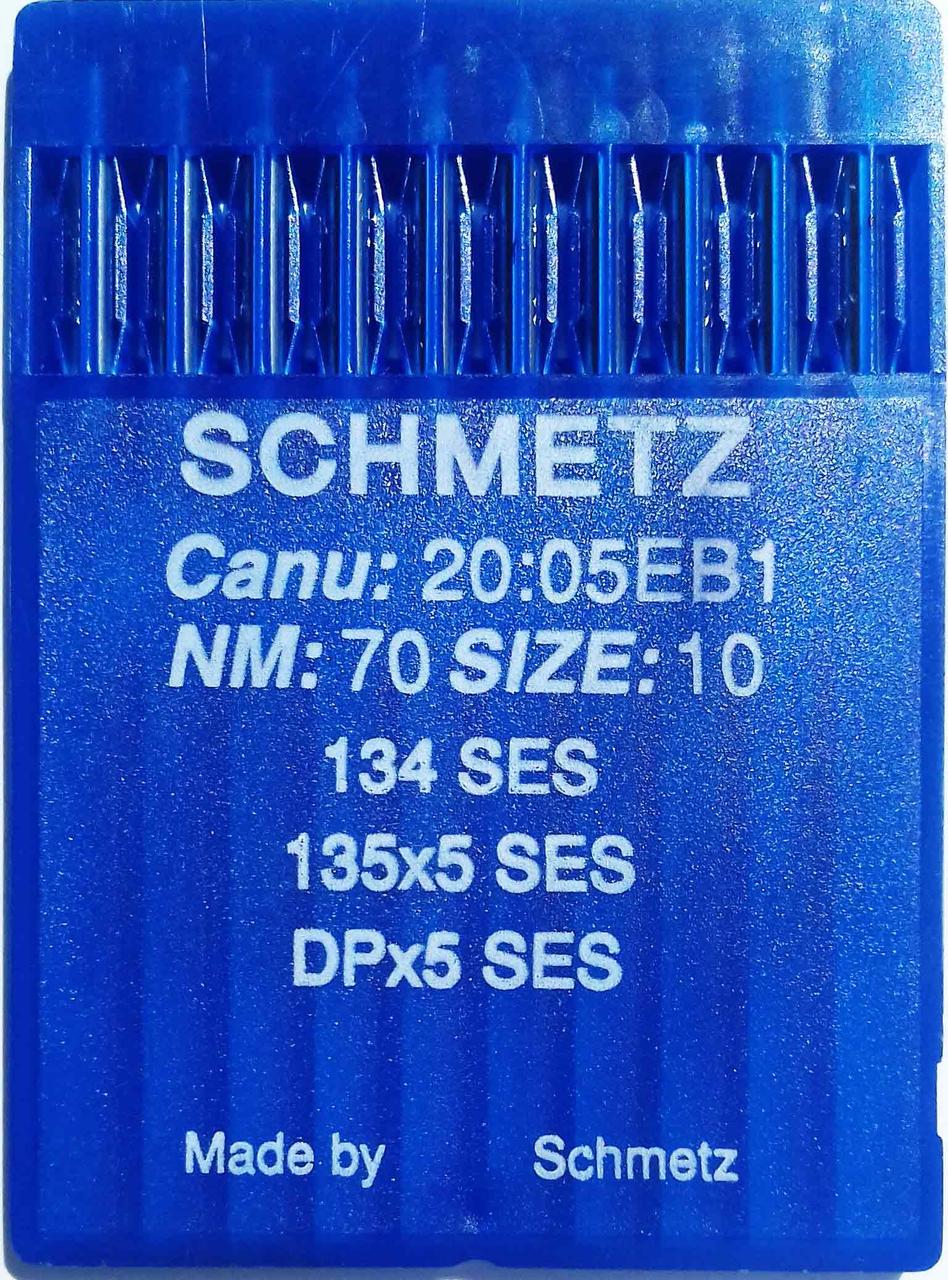 SCHMETZ
Canu: 20:05EB1
NM: 70 SIZE: 10
134 SES
135x5 SES
DPx5 SES
Made by Schmetz